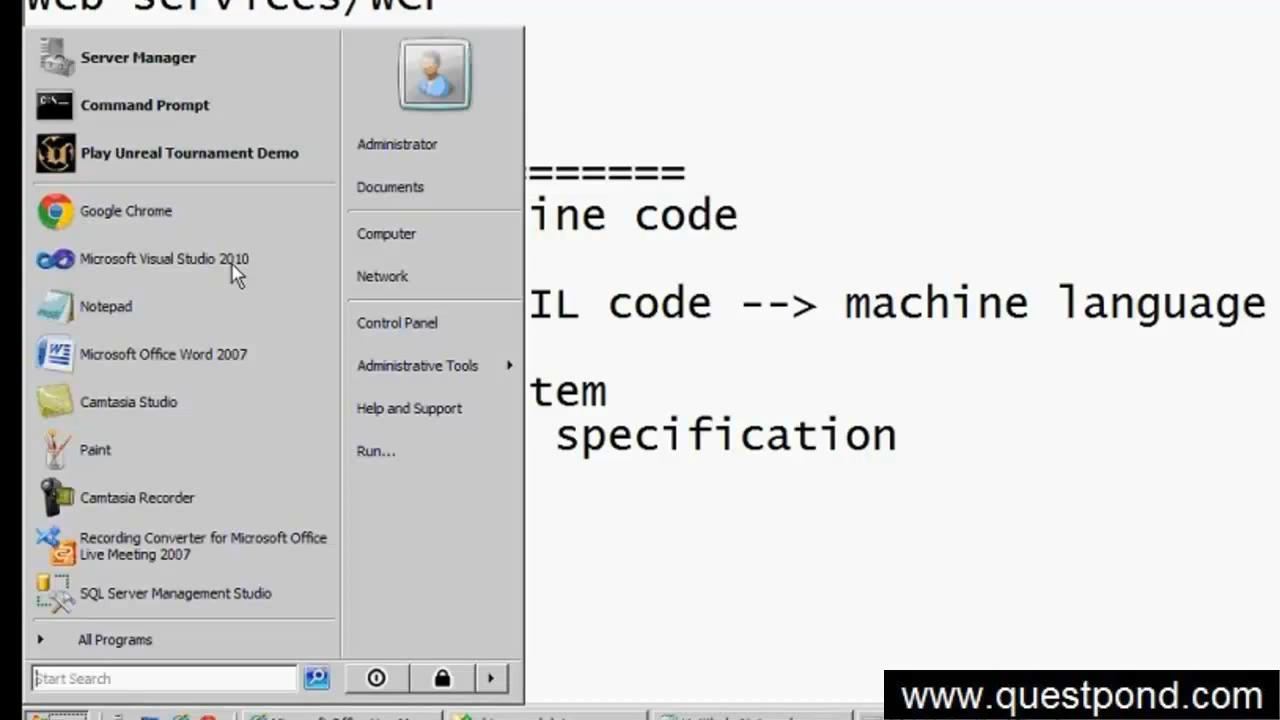 web services/WCF
Server Manager
Command Prompt
Play Unreal Tournament Demo
Google Chrome
Microsoft Visual Studio 2010
Notepad
Microsoft Office Word 2007
Camtasia Studio
Paint
Camtasia Recorder
Recording Converter for Microsoft Office
Live Meeting 2007
SQL Server Management Studio
All Programs
Start Search
Administrator
Documents
Computer
Network
Control Panel
Administrative Tools
Help and Support
Run...
=======
ine code
IL code --> machine language
tem
specification
www.questpond.com